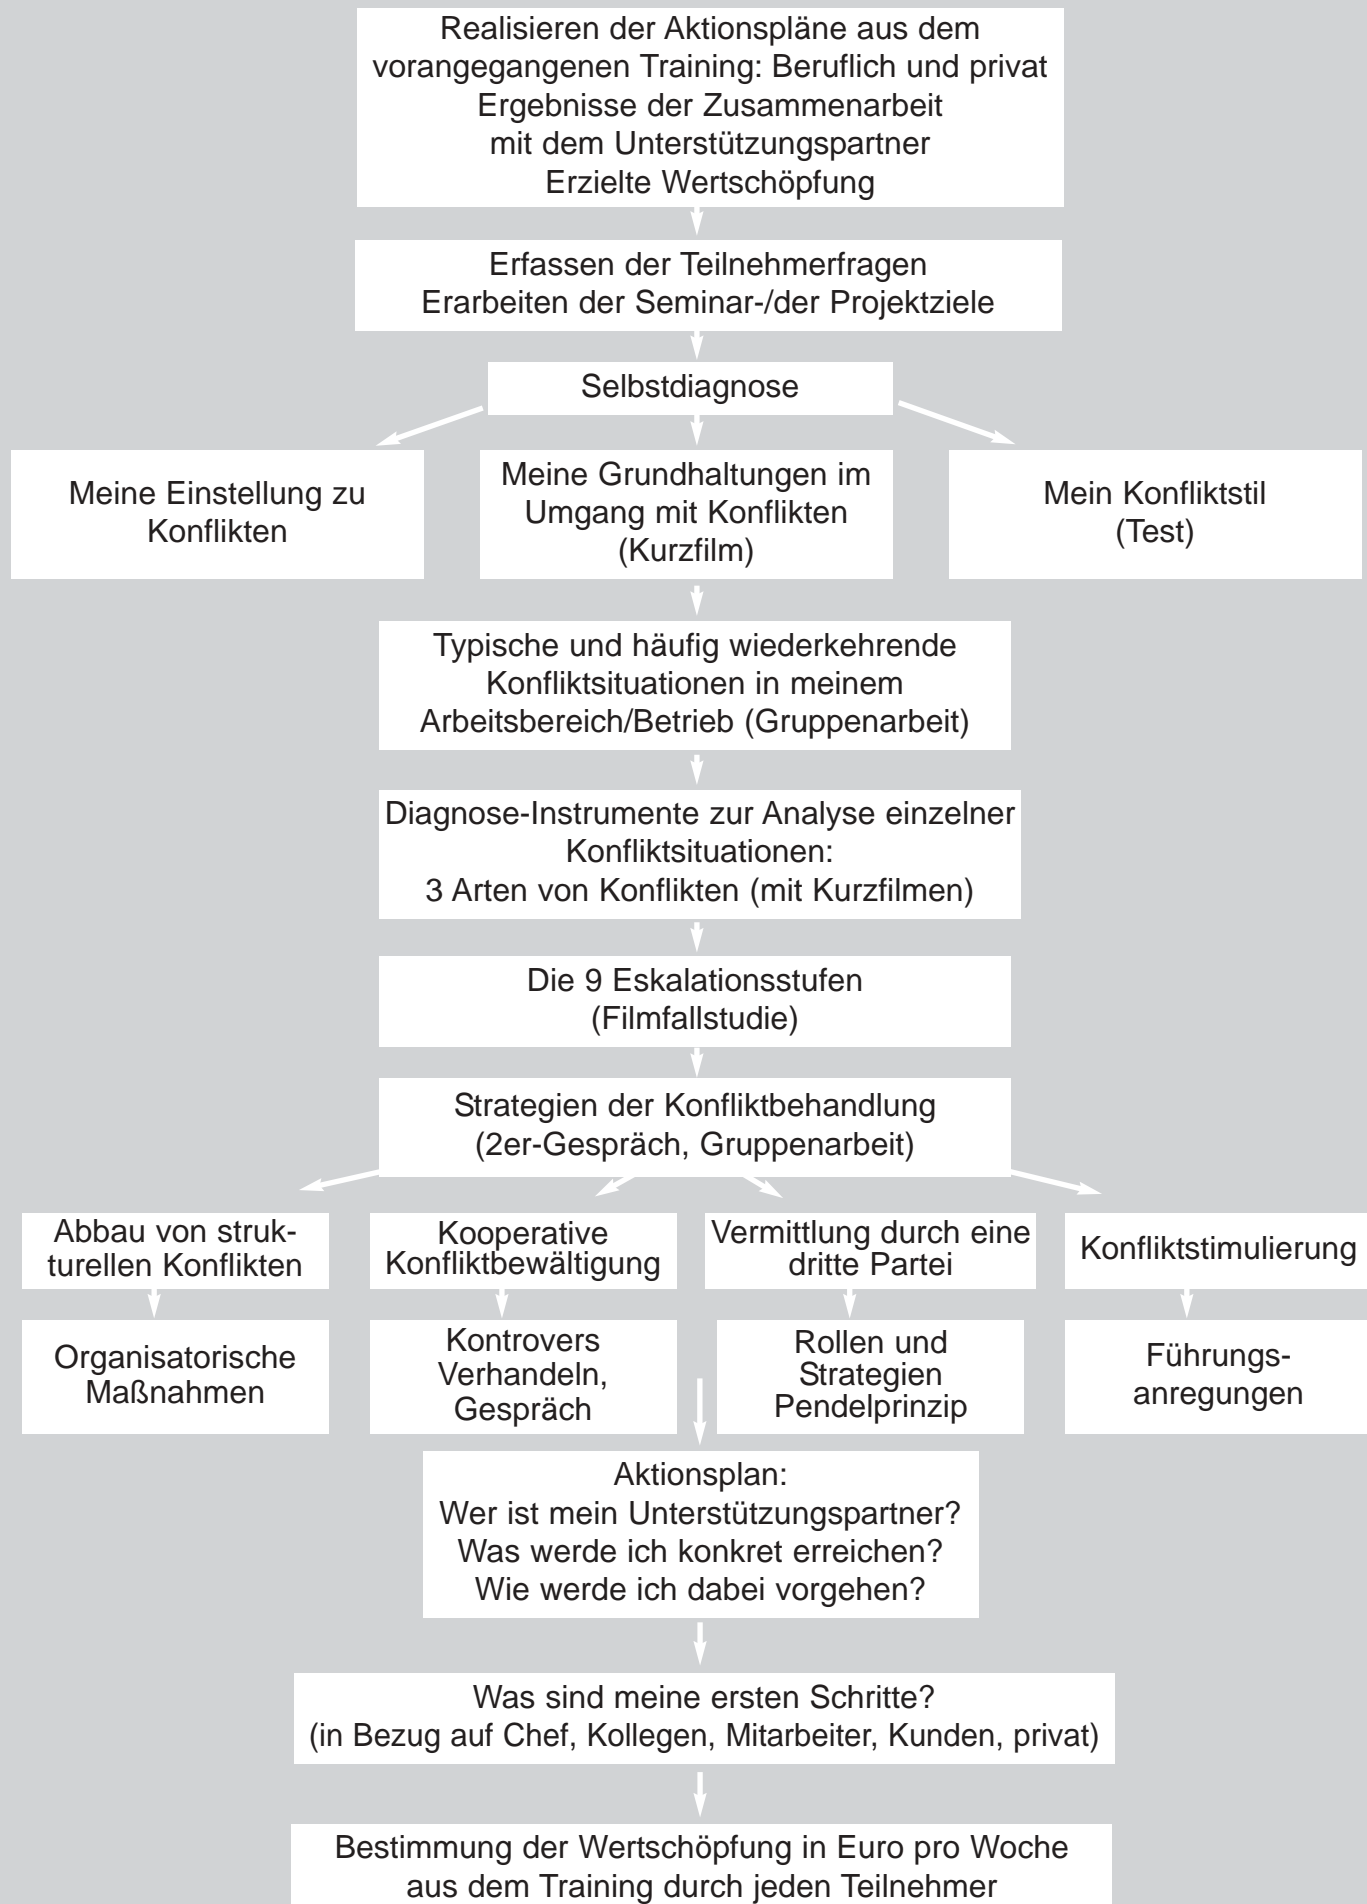 Realisieren der Aktionspläne aus dem
vorangegangenen Training: Beruflich und privat
Ergebnisse der Zusammenarbeit
mit dem Unterstützungspartner
Erzielte Wertschöpfung
Erfassen der Teilnehmerfragen
Erarbeiten der Seminar-/der Projektziele
Selbstdiagnose
Meine Einstellung zu
Konflikten
Meine Grundhaltungen im
Umgang mit Konflikten
(Kurzfilm)
Mein Konfliktstil
(Test)
Typische und häufig wiederkehrende
Konfliktsituationen in meinem
Arbeitsbereich/Betrieb (Gruppenarbeit)
Diagnose-Instrumente zur Analyse einzelner
Konfliktsituationen:
3 Arten von Konflikten (mit Kurzfilmen)
Die 9 Eskalationsstufen
(Filmfallstudie)
Strategien der Konfliktbehandlung
(2er-Gespräch, Gruppenarbeit)
Abbau von struk-
turellen Konflikten
Kooperative
Konfliktbewältigung
Vermittlung durch eine
dritte Partei
Konfliktstimulierung
Organisatorische
Maßnahmen
Kontrovers
Verhandeln,
Gespräch
Rollen und
Strategien
Pendelprinzip
Führungs-
anregungen
Aktionsplan:
Wer ist mein Unterstützungspartner?
Was werde ich konkret erreichen?
Wie werde ich dabei vorgehen?
Was sind meine ersten Schritte?
(in Bezug auf Chef, Kollegen, Mitarbeiter, Kunden, privat)
Bestimmung der Wertschöpfung in Euro pro Woche
aus dem Training durch jeden Teilnehmer